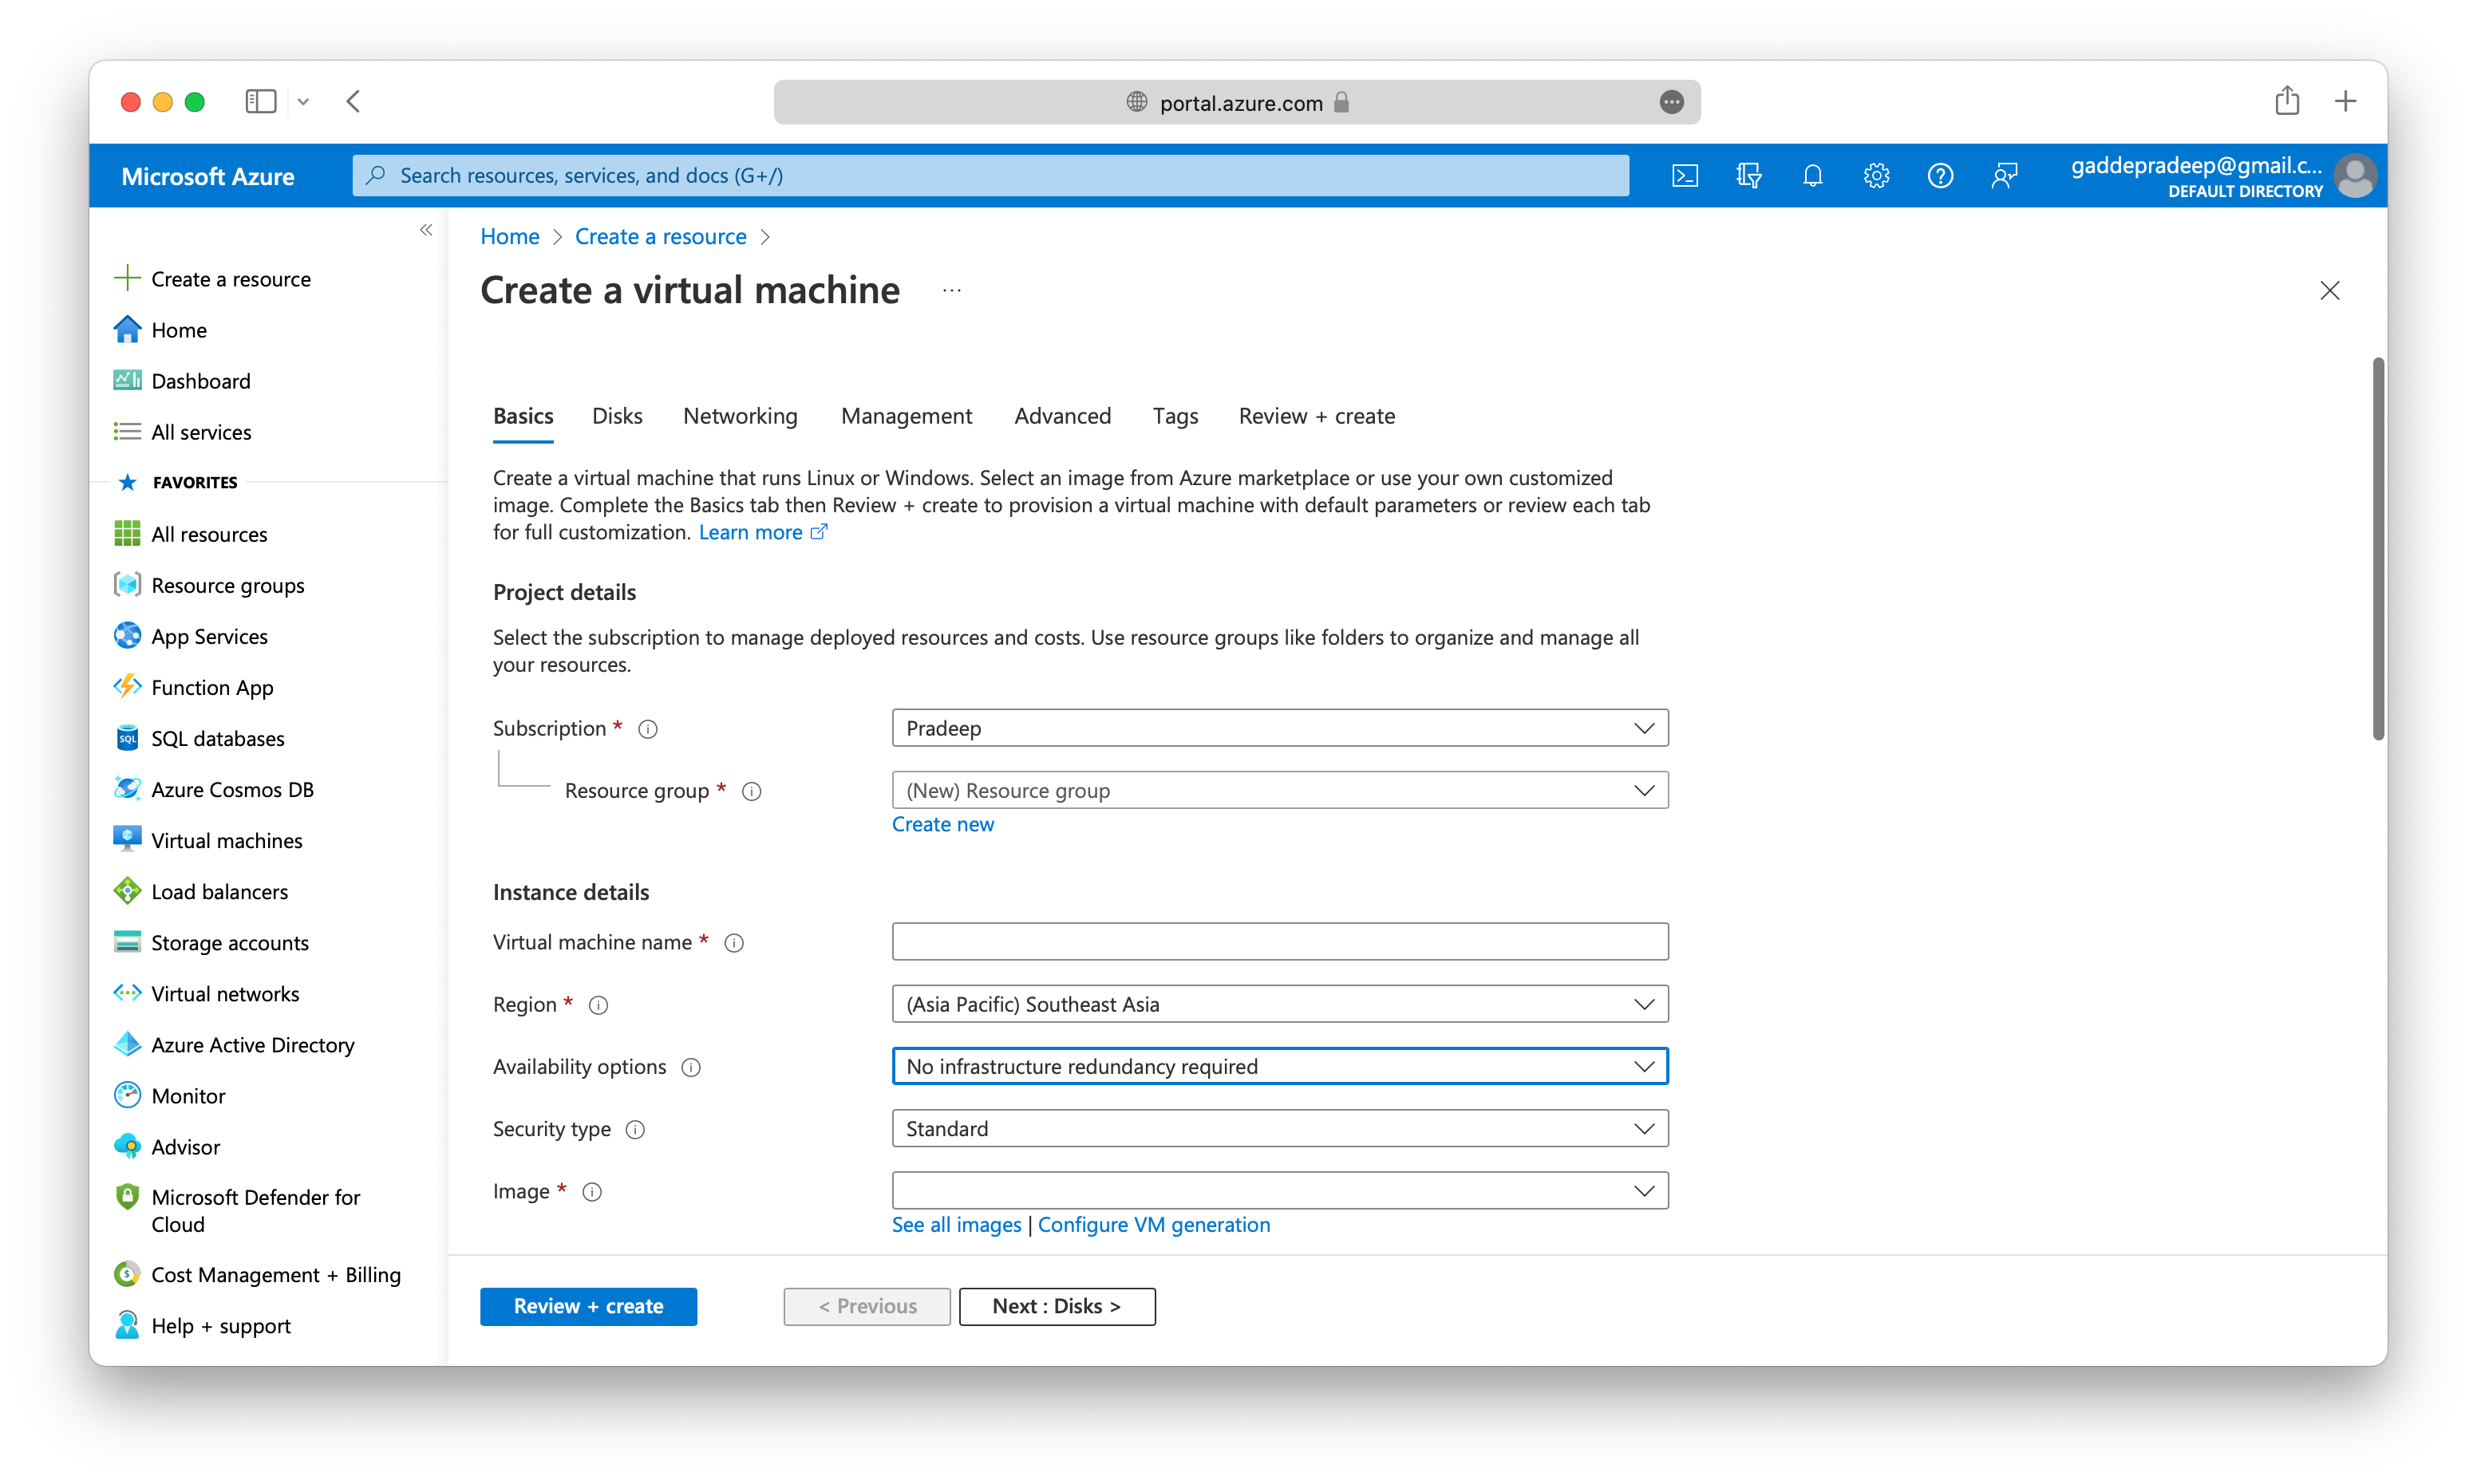 portal.azure.com
Microsoft Azure
Search resources, services, and docs (G+/)
gaddepradeep@gmail.c...
DEFAULT DIRECTORY
Create a resource
Home
Dashboard
All services
FAVORITES
All resources
Resource groups
App Services
Function App
SQL databases
Azure Cosmos DB
Virtual machines
Load balancers
Storage accounts
Virtual networks
Azure Active Directory
Monitor
Advisor
Microsoft Defender for
Cloud
Cost Management + Billing
Help + support
Home > Create a resource >
Create a virtual machine ...
Basics Disks Networking Management Advanced Tags Review + create
Create a virtual machine that runs Linux or Windows. Select an image from Azure marketplace or use your own customized
image. Complete the Basics tab then Review + create to provision a virtual machine with default parameters or review each tab
for full customization. Learn more
Project details
Select the subscription to manage deployed resources and costs. Use resource groups like folders to organize and manage all
your resources.
Subscription * Pradeep
Resource group * (New) Resource group
Create new
Instance details
Virtual machine name *
Region * (Asia Pacific) Southeast Asia
Availability options No infrastructure redundancy required
Security type Standard
Image *
See all images | Configure VM generation
Review + create < Previous Next : Disks >